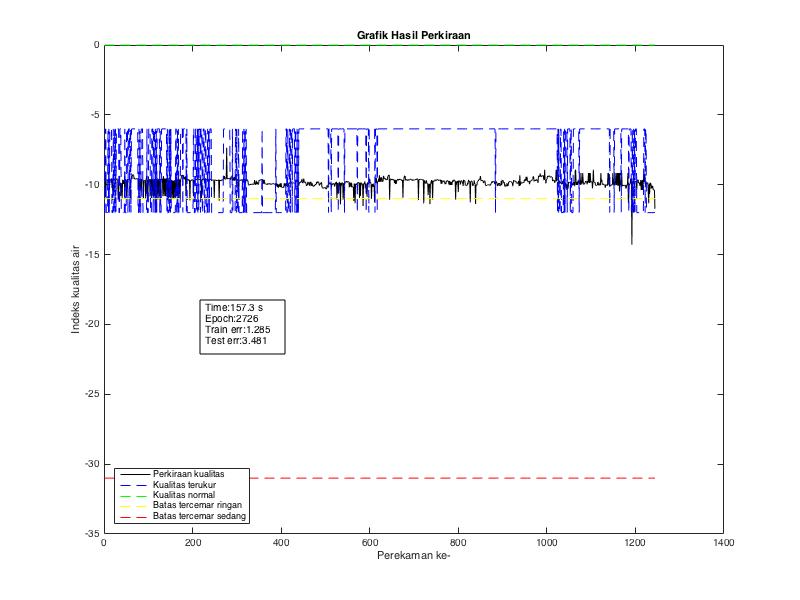 Grafik Hasil Perkiraan
0
-5
-10
-15
-20
-25
-30
-35
Indeks kualitas air
Time:157.3 s
Epoch:2726
Train err:1.285
Test err:3.481
Perkiraan kualitas
Kualitas terukur
Kualitas normal
Batas tercemar ringan
Batas tercemar sedang
0 200 400 600 800 1000 1200 1400
Perekaman ke-